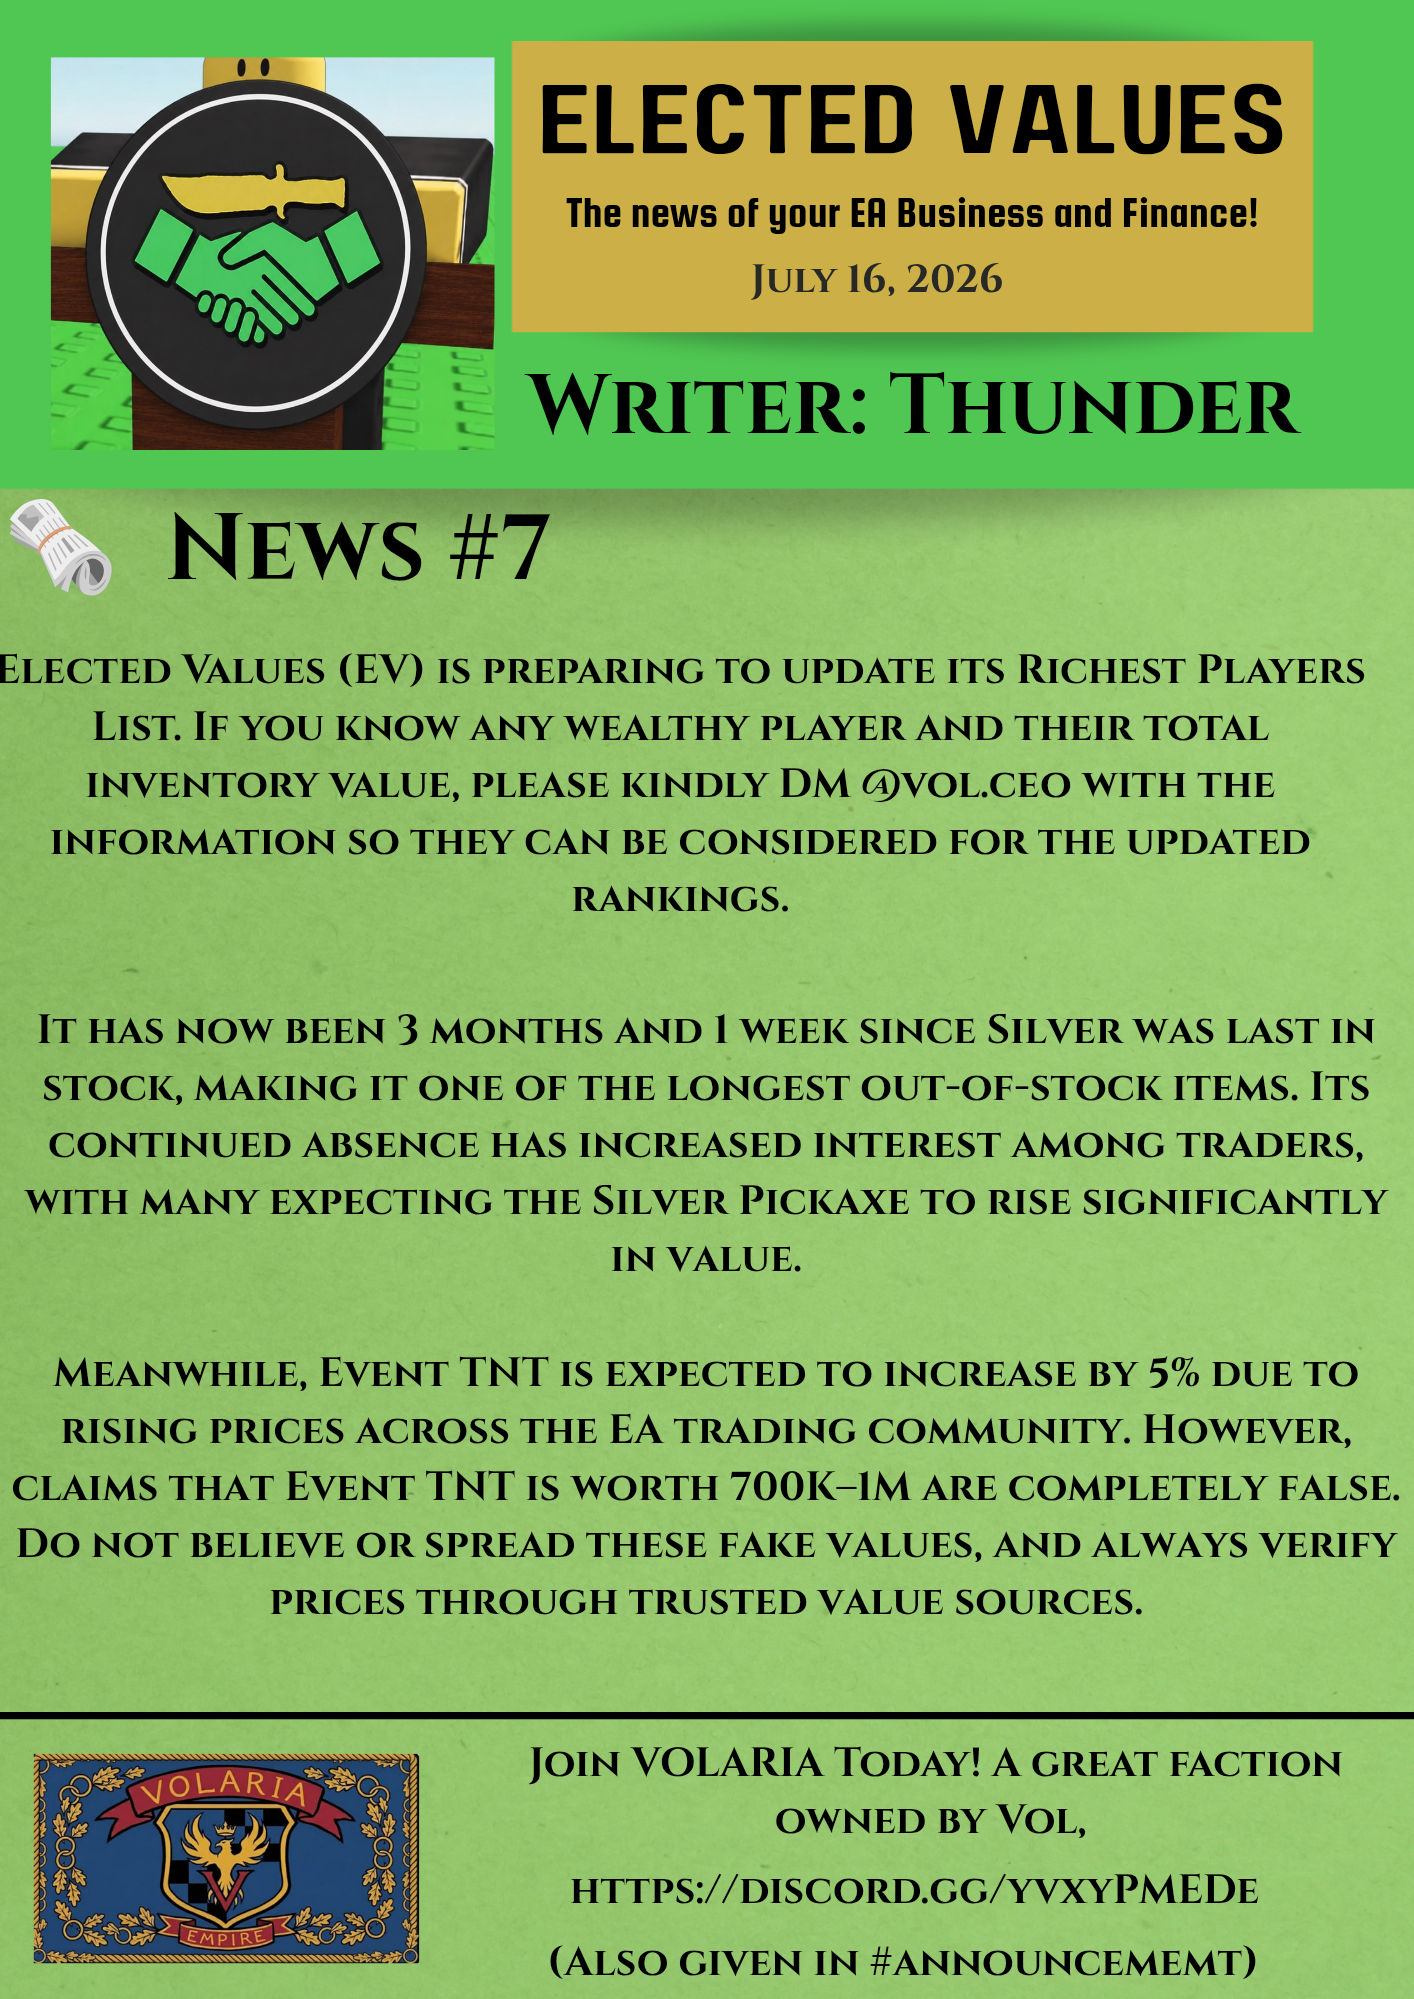 ELECTED VALUES
The news of your EA Business and Finance!
July 16, 2026
Writer: Thunder
News #7
Elected Values (EV) is preparing to update its Richest Players
List. If you know any wealthy player and their total
inventory value, please kindly DM @vol.ceo with the
information so they can be considered for the updated
rankings.
It has now been 3 months and 1 week since Silver was last in
stock, making it one of the longest out-of-stock items. Its
continued absence has increased interest among traders,
with many expecting the Silver Pickaxe to rise significantly
in value.
Meanwhile, Event TNT is expected to increase by 5% due to
rising prices across the EA trading community. However,
claims that Event TNT is worth 700K–1M are completely false.
Do not believe or spread these fake values, and always verify
prices through trusted value sources.
VOLARIA
V
EMPIRE
Join VOLARIA Today! A great faction
owned by Vol,
https://discord.gg/yvxyPMEDe
(Also given in #announcememt)